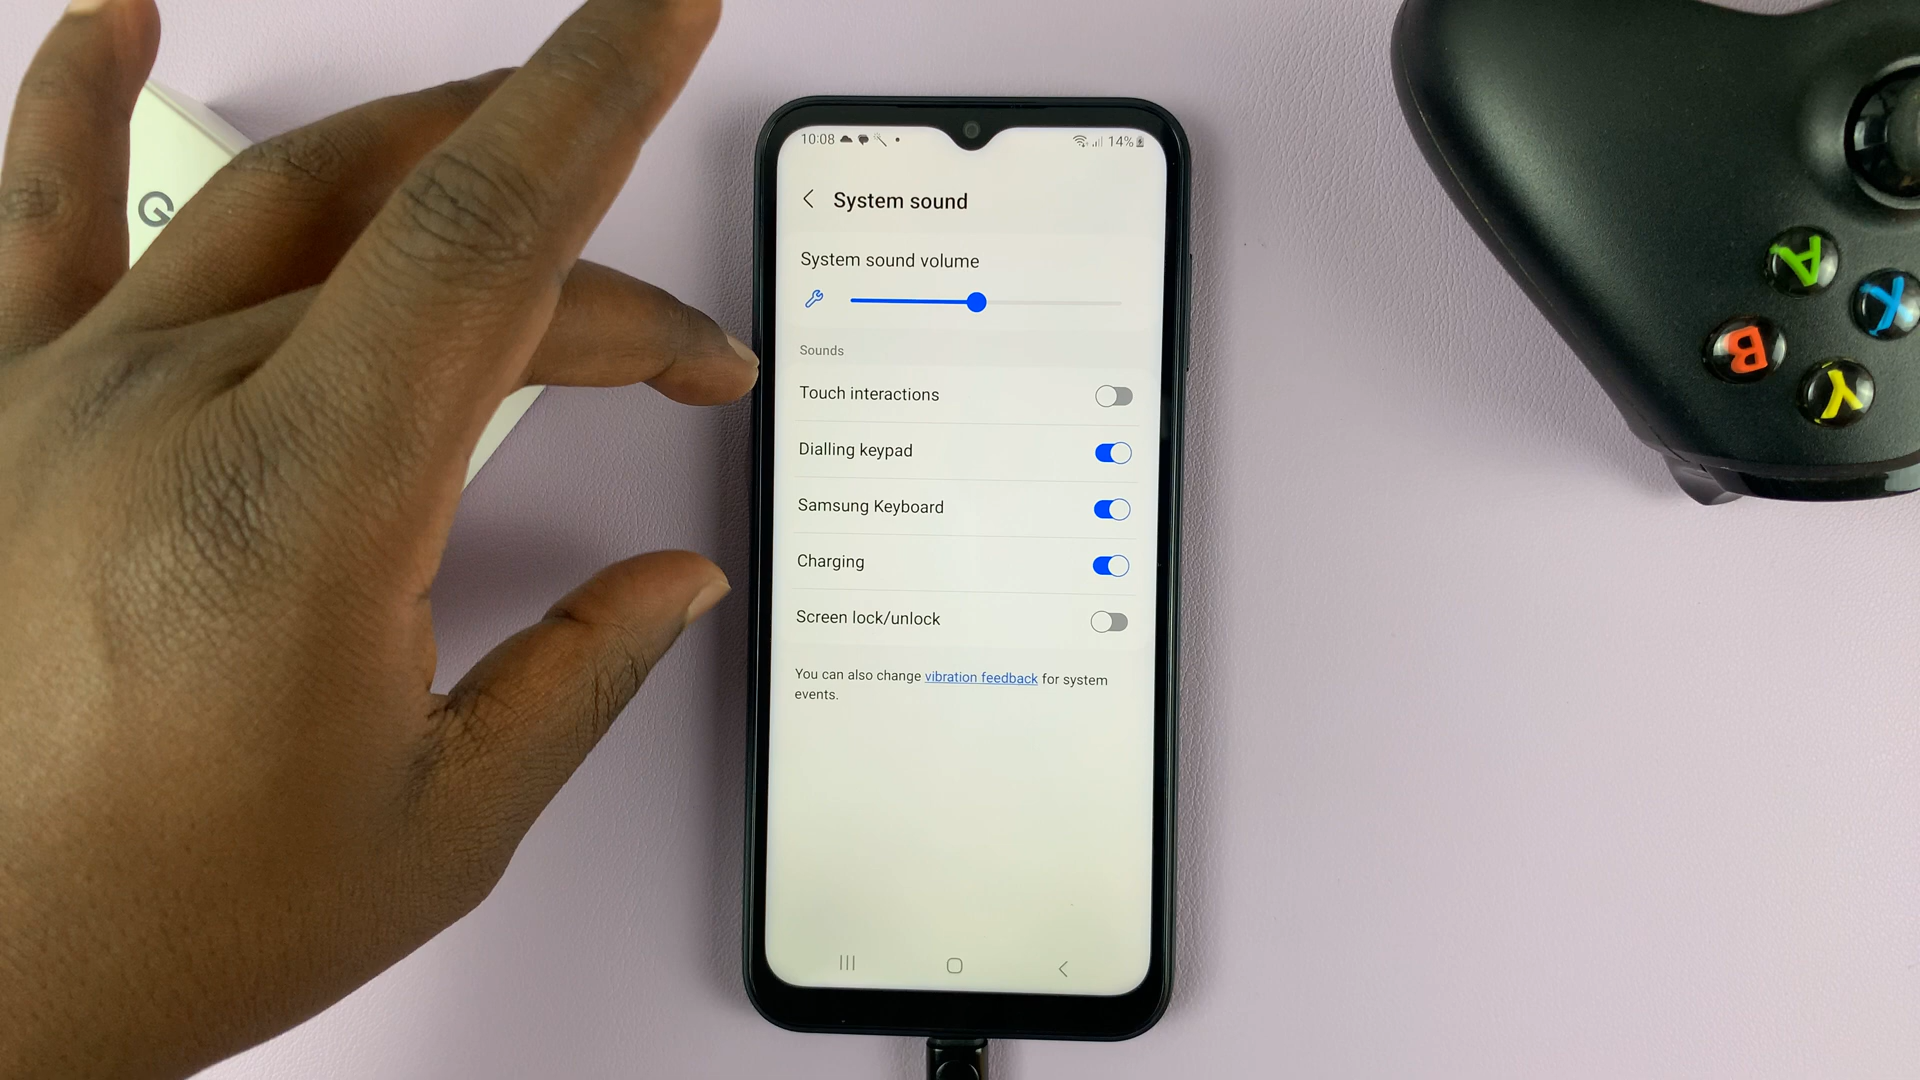 G
10:08
14%
System sound
System sound volume
Sounds
Touch interactions
Dialling keypad
Samsung Keyboard
Charging
Screen lock/unlock
You can also change vibration feedback for system
events.
A
X
B
Y